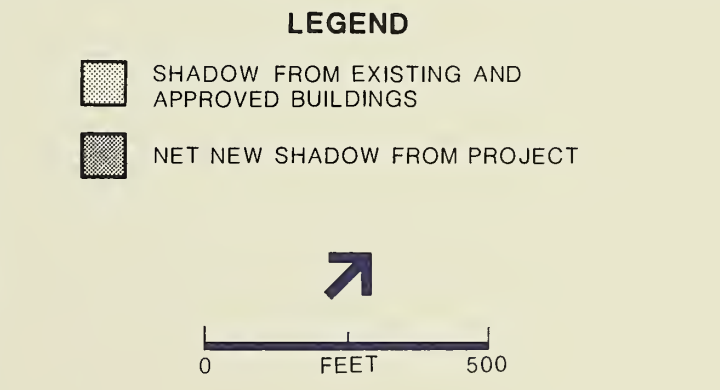 LEGEND
SHADOW FROM EXISTING AND
APPROVED BUILDINGS
NET NEW SHADOW FROM PROJECT
0 FEET 500